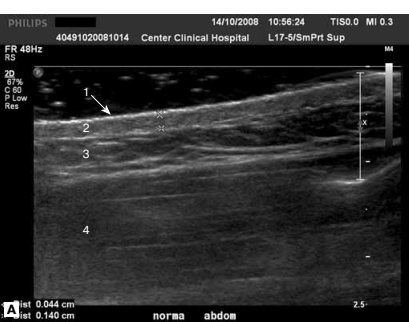 PHILIPS 14/10/2008 10:56:24 TIS0.0 MI 0.3
40491020081014 Center Clinical Hospital L17-5/SmPrt Sup
FR 48Hz
RS
M4
2D
67%
C 60
P Low
Res
P
1
2
x
3
4
2.5
A
ist 0.044 cm
ist 0.140 cm
norma abdom